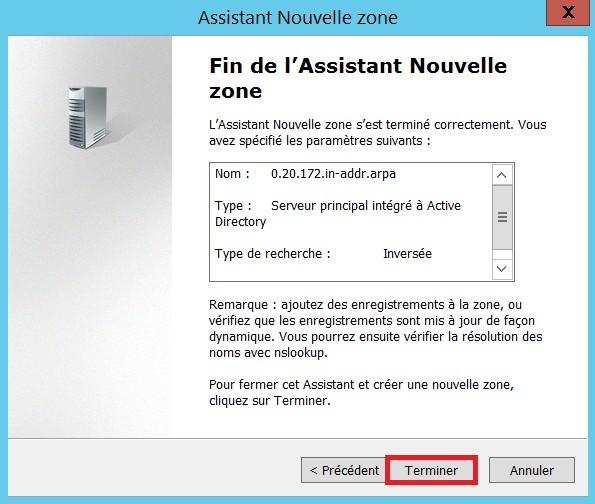 Assistant Nouvelle zone
X
Fin de l’Assistant Nouvelle
zone
L’Assistant Nouvelle zone s’est terminé correctement. Vous
avez spécifié les paramètres suivants :
Nom : 0.20.172.in-addr.arpa
Type : Serveur principal intégré à Active
Directory
Type de recherche : Inversée
Remarque : ajoutez des enregistrements à la zone, ou
vérifiez que les enregistrements sont mis à jour de façon
dynamique. Vous pourrez ensuite vérifier la résolution des
noms avec nslookup.
Pour fermer cet Assistant et créer une nouvelle zone,
cliquez sur Terminer.
< Précédent Terminer Annuler